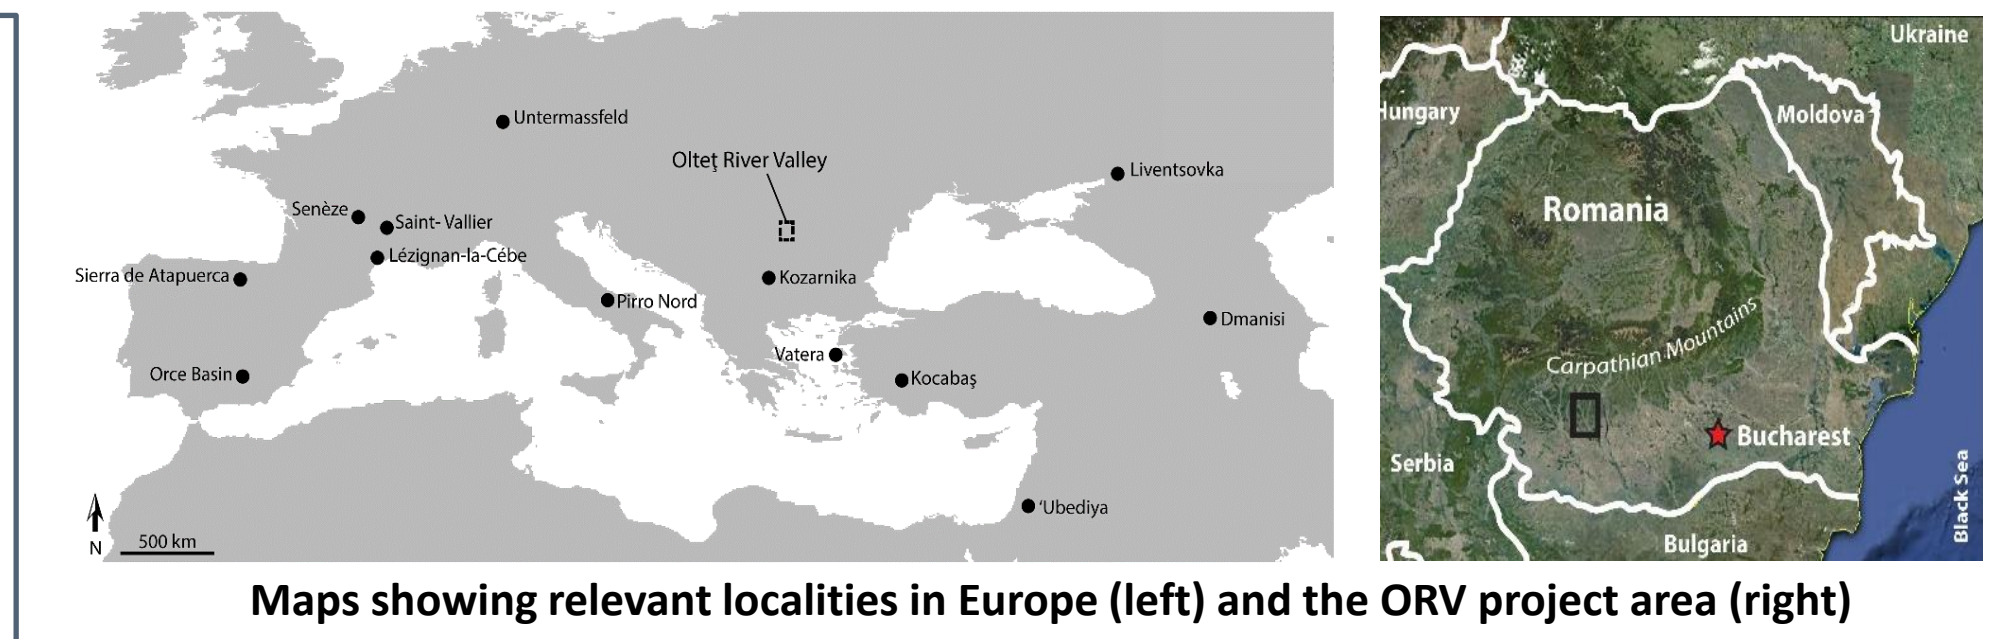 Untermassfeld
Olteţ River Valley
Liventsovka
Senèze
Saint- Vallier
Lézignan-la-Cébe
Sierra de Atapuerca
Kozarnika
Pirro Nord
Dmanisi
Vatera
Orce Basin
Kocabaş
'Ubediya
N
500 km
Ukraine
Hungary
Moldova
Romania
Carpathian Mountains
Bucharest
Serbia
Black Sea
Bulgaria
Maps showing relevant localities in Europe (left) and the ORV project area (right)